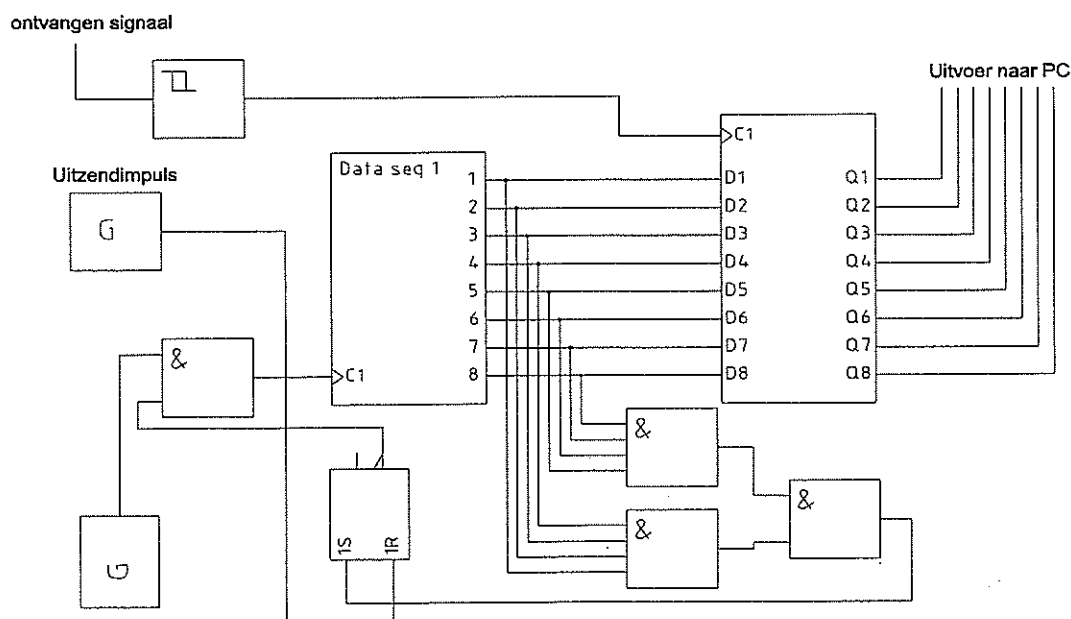 ontvangen signaal
Uitvoer naar PC
C1
Data seq 1
Uitzendimpuls
G
1 D1 Q1
2 D2 Q2
3 D3 Q3
4 D4 Q4
5 D5 Q5
6 D6 Q6
7 D7 Q7
8 D8 Q8
&
C1
&
&
&
1S 1R
G